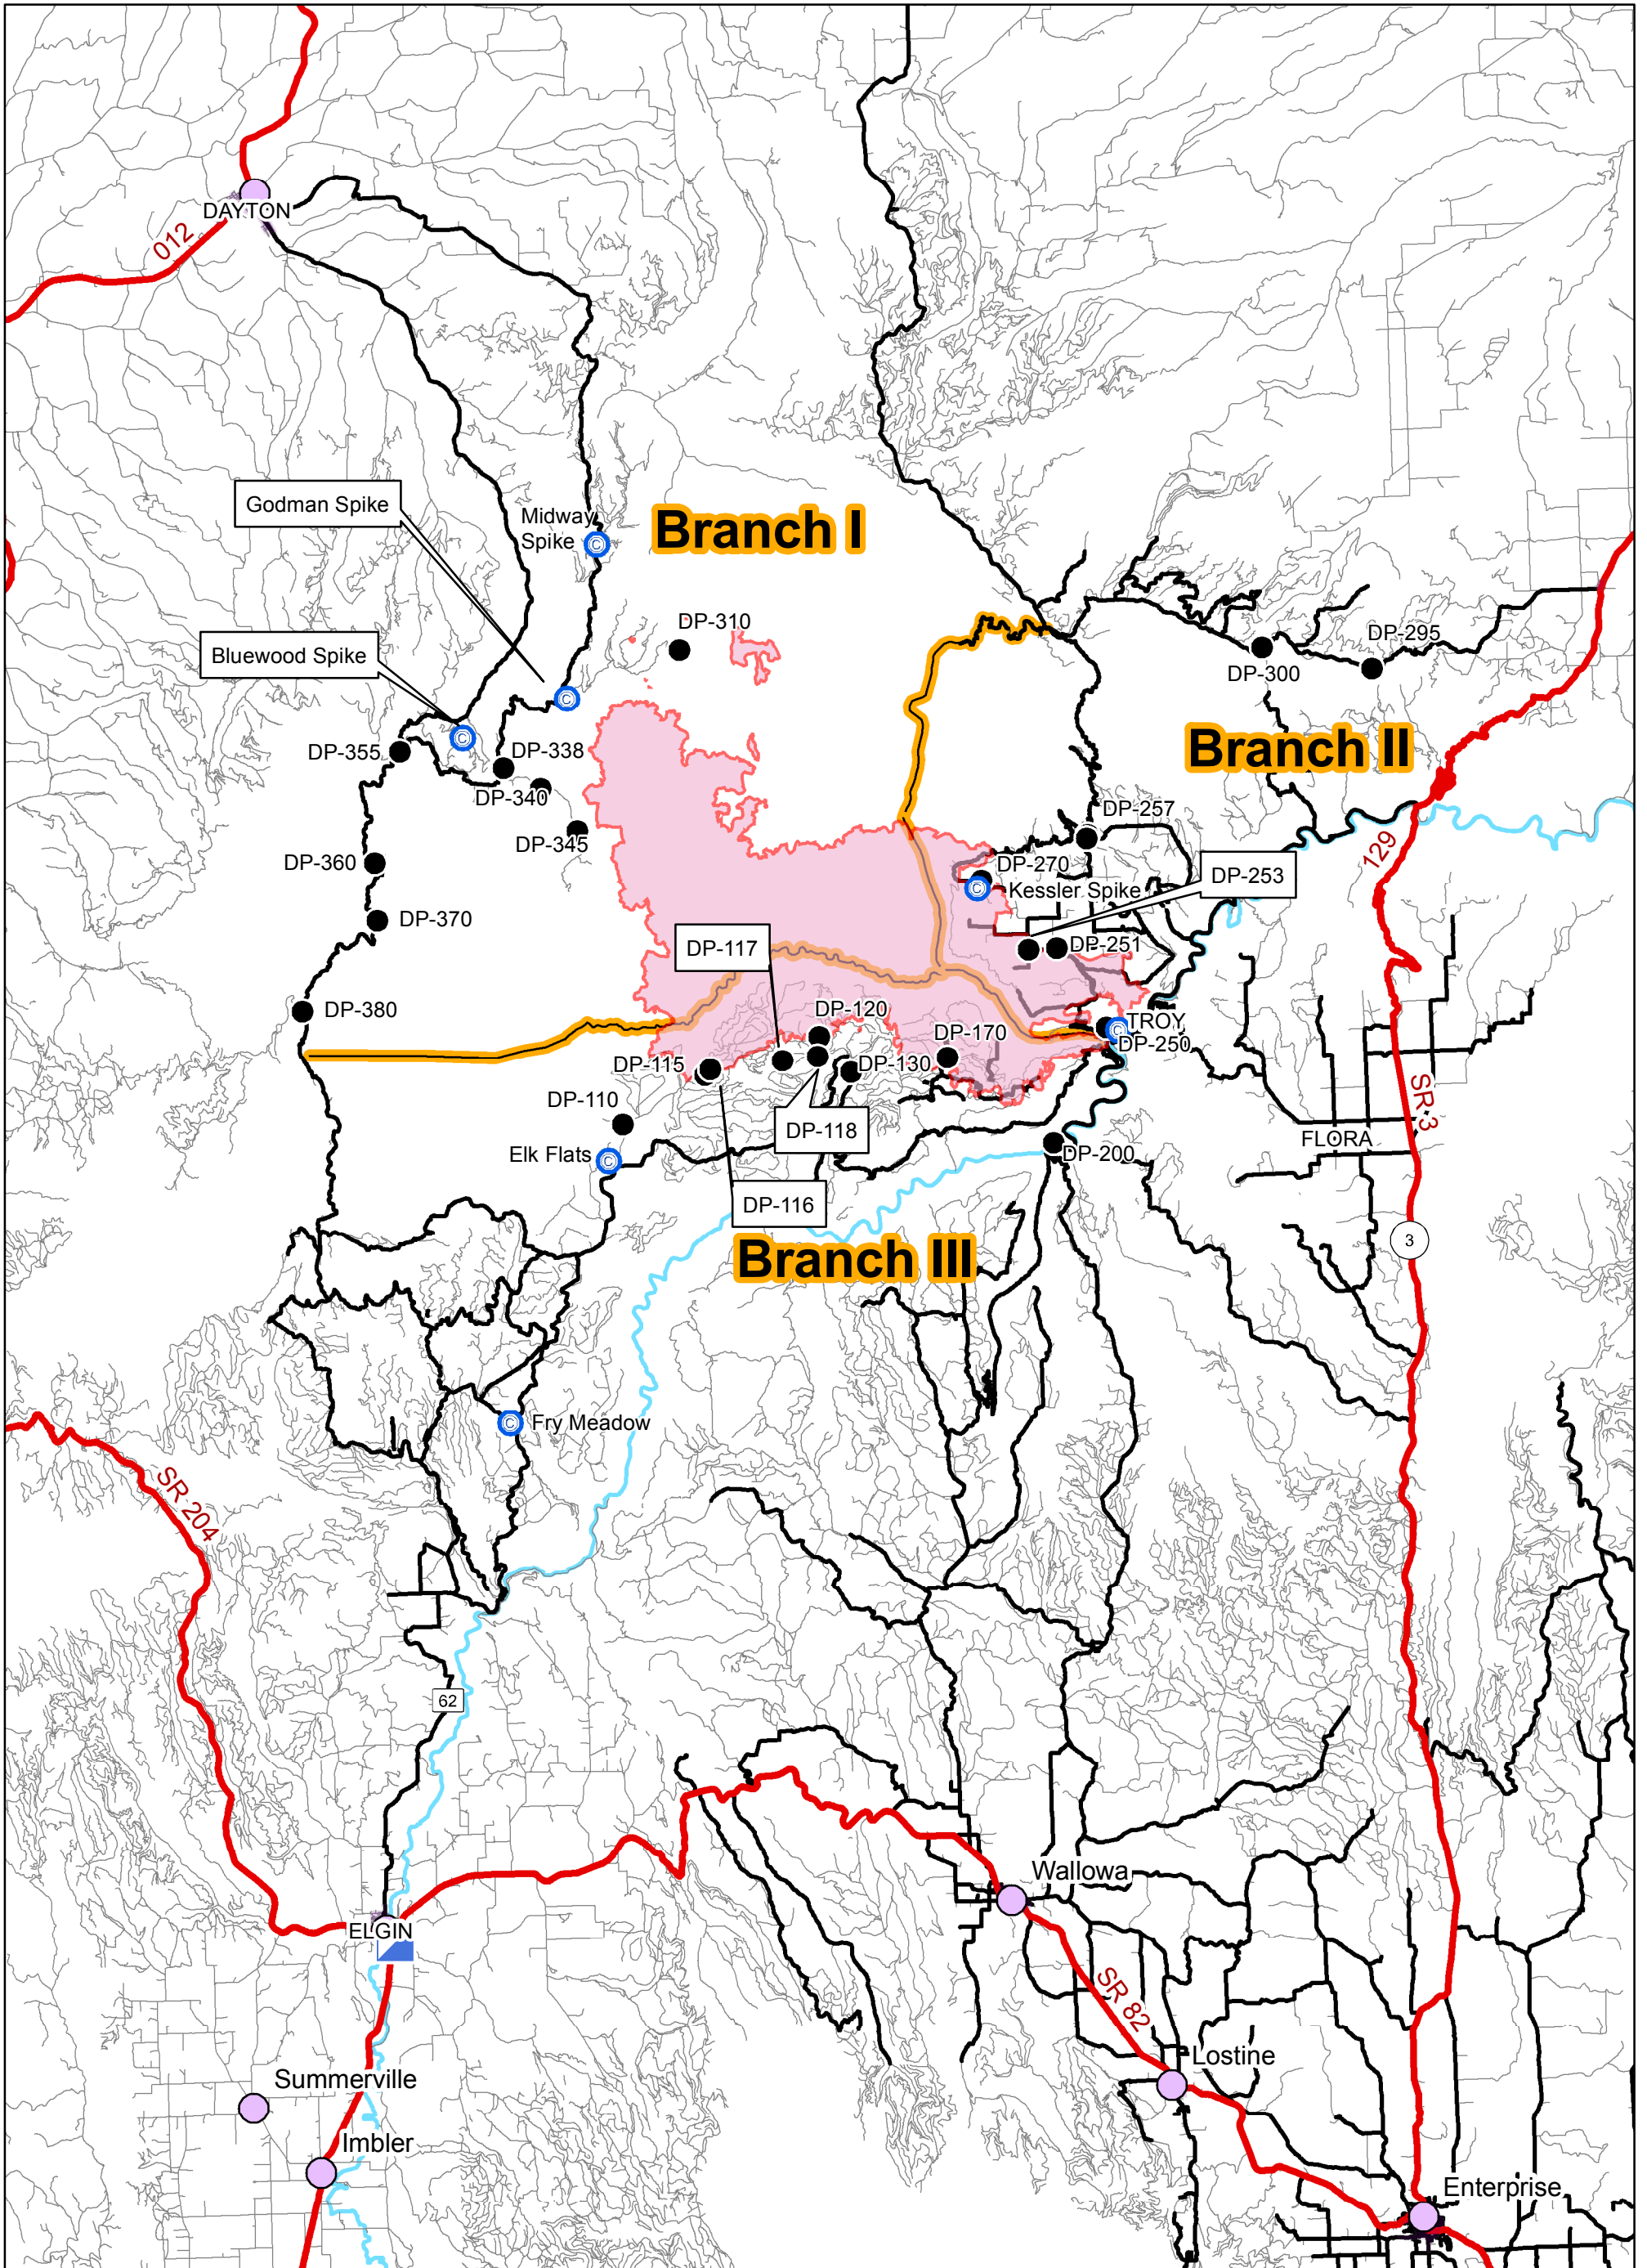 DAYTON
012
Godman Spike
Midway
Spike
Branch I
DP-310
DP-295
DP-300
Bluewood Spike
DP-355
DP-338
DP-340
DP-345
Branch II
DP-257
DP-360
DP-270
Kessler Spike
DP-253
129
DP-370
DP-117
DP-251
DP-380
DP-120
TROY
DP-250
DP-170
DP-115
DP-130
DP-110
DP-118
SR 3
FLORA
Elk Flats
DP-200
DP-116
Branch III
3
Fry Meadow
SR 204
62
Wallowa
ELGIN
SR 82
Lostine
Summerville
Imbler
Enterprise
C
C
C
C
C
C
C